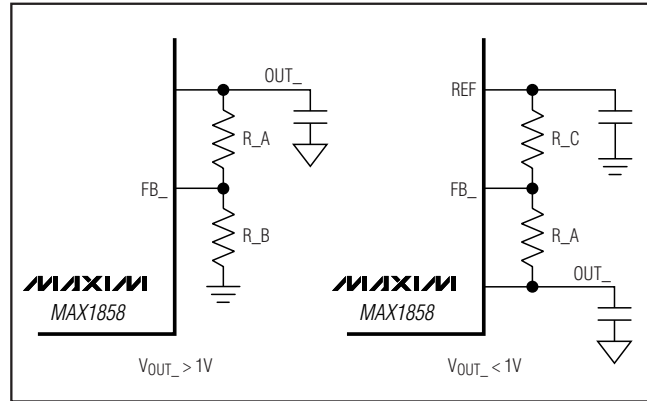 OUT_
R_A
FB_
R_B
MAXIM
MAX1858
VOUT_ > 1V
REF
R_C
FB_
R_A
OUT_
MAXIM
MAX1858
VOUT_ < 1V